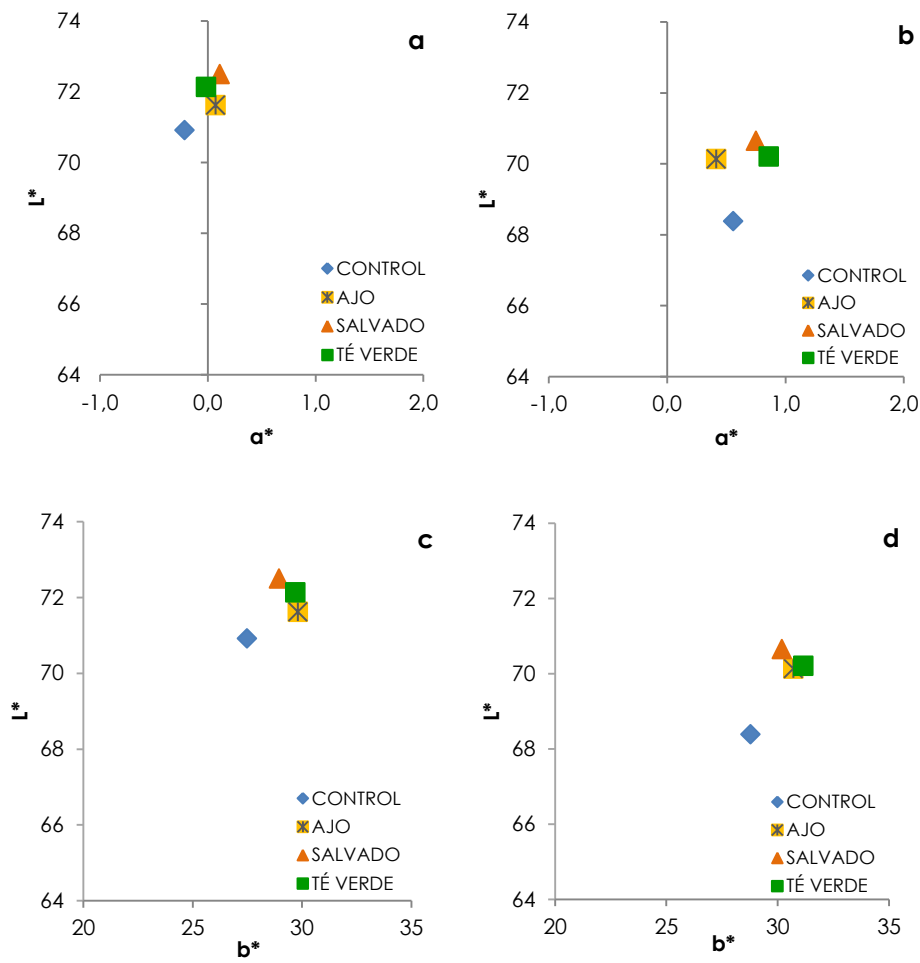 a
74
72
70
68
66
64
L*
-1,0
0,0
1,0
2,0
a*
CONTROL
AJO
SALVADO
TÉ VERDE
b
74
72
70
68
66
64
L*
-1,0
0,0
1,0
2,0
a*
CONTROL
AJO
SALVADO
TÉ VERDE
c
74
72
70
68
66
64
L*
20
25
30
35
b*
CONTROL
AJO
SALVADO
TÉ VERDE
d
74
72
70
68
66
64
L*
20
25
30
35
b*
CONTROL
AJO
SALVADO
TÉ VERDE